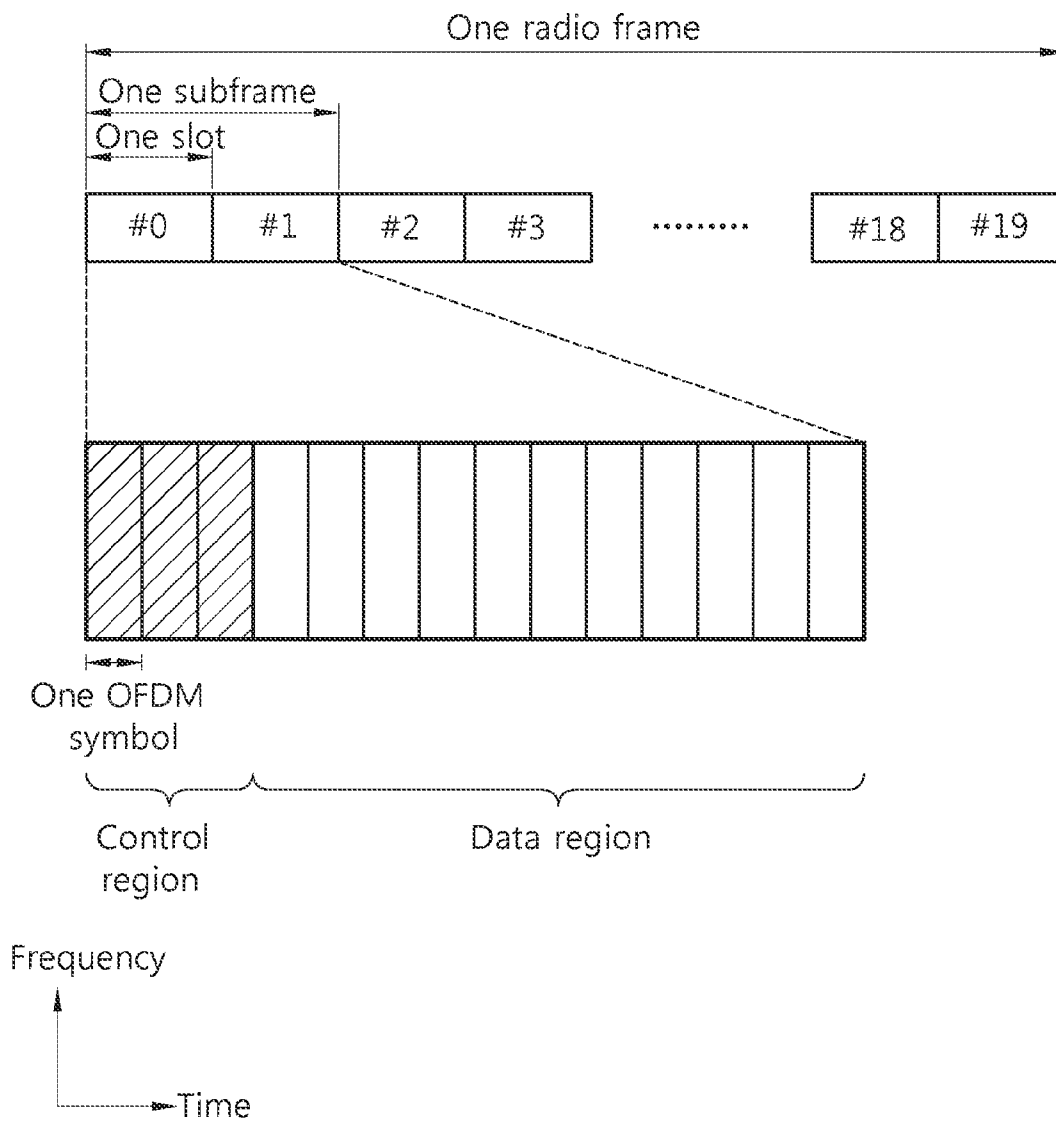 One radio frame
One subframe
One slot
#0 #1 #2 #3 ......... #18 #19
One OFDM
symbol
Control
region
Data region
Frequency
Time